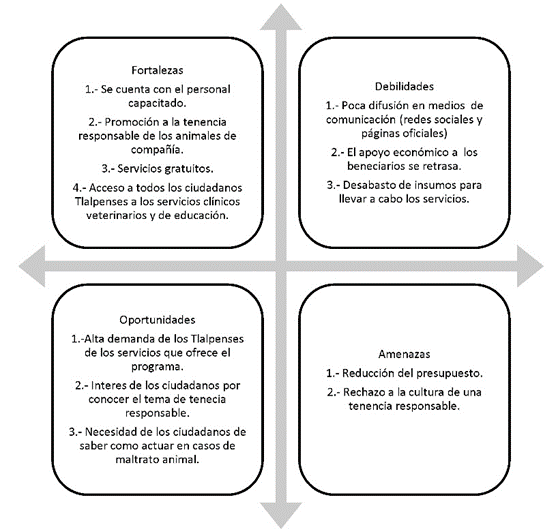 Fortalezas
1.- Se cuenta con el personal
capacitado.
2.- Promoción a la tenencia
responsable de los animales de
compañía.
3.- Servicios gratuitos.
4.- Acceso a todos los ciudadanos
Tlalpenses a los servicios clínicos
veterinarios y de educación.
Debilidades
1.- Poca difusión en medios de
comunicación (redes sociales y
páginas oficiales)
2.- El apoyo económico a los
beneciarios se retrasa.
3.- Desabasto de insumos para
llevar a cabo los servicios.
Oportunidades
1.-Alta demanda de los Tlalpenses
de los servicios que ofrece el
programa.
2.- Interes de los ciudadanos por
conocer el tema de tenecia
responsable.
3.- Necesidad de los ciudadanos de
saber como actuar en casos de
maltrato animal.
Amenazas
1.- Reducción del presupuesto.
2.- Rechazo a la cultura de una
tenencia responsable.